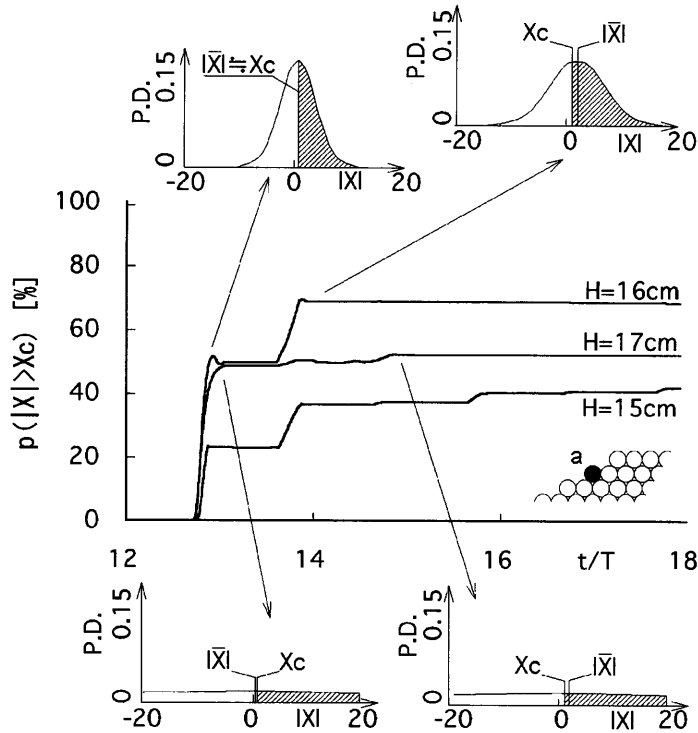 P.D.
0.15
0
|X̄|≒Xc
-20 0 |X| 20
P.D.
0.15
0
Xc |X̄|
-20 0 |X| 20
p(|X|>Xc) [%]
100
80
60
40
20
0
H=16cm
H=17cm
H=15cm
a
12 14 16 t/T 18
P.D.
0.15
0
|X̄| Xc
-20 0 |X| 20
P.D.
0.15
0
Xc |X̄|
-20 0 |X| 20